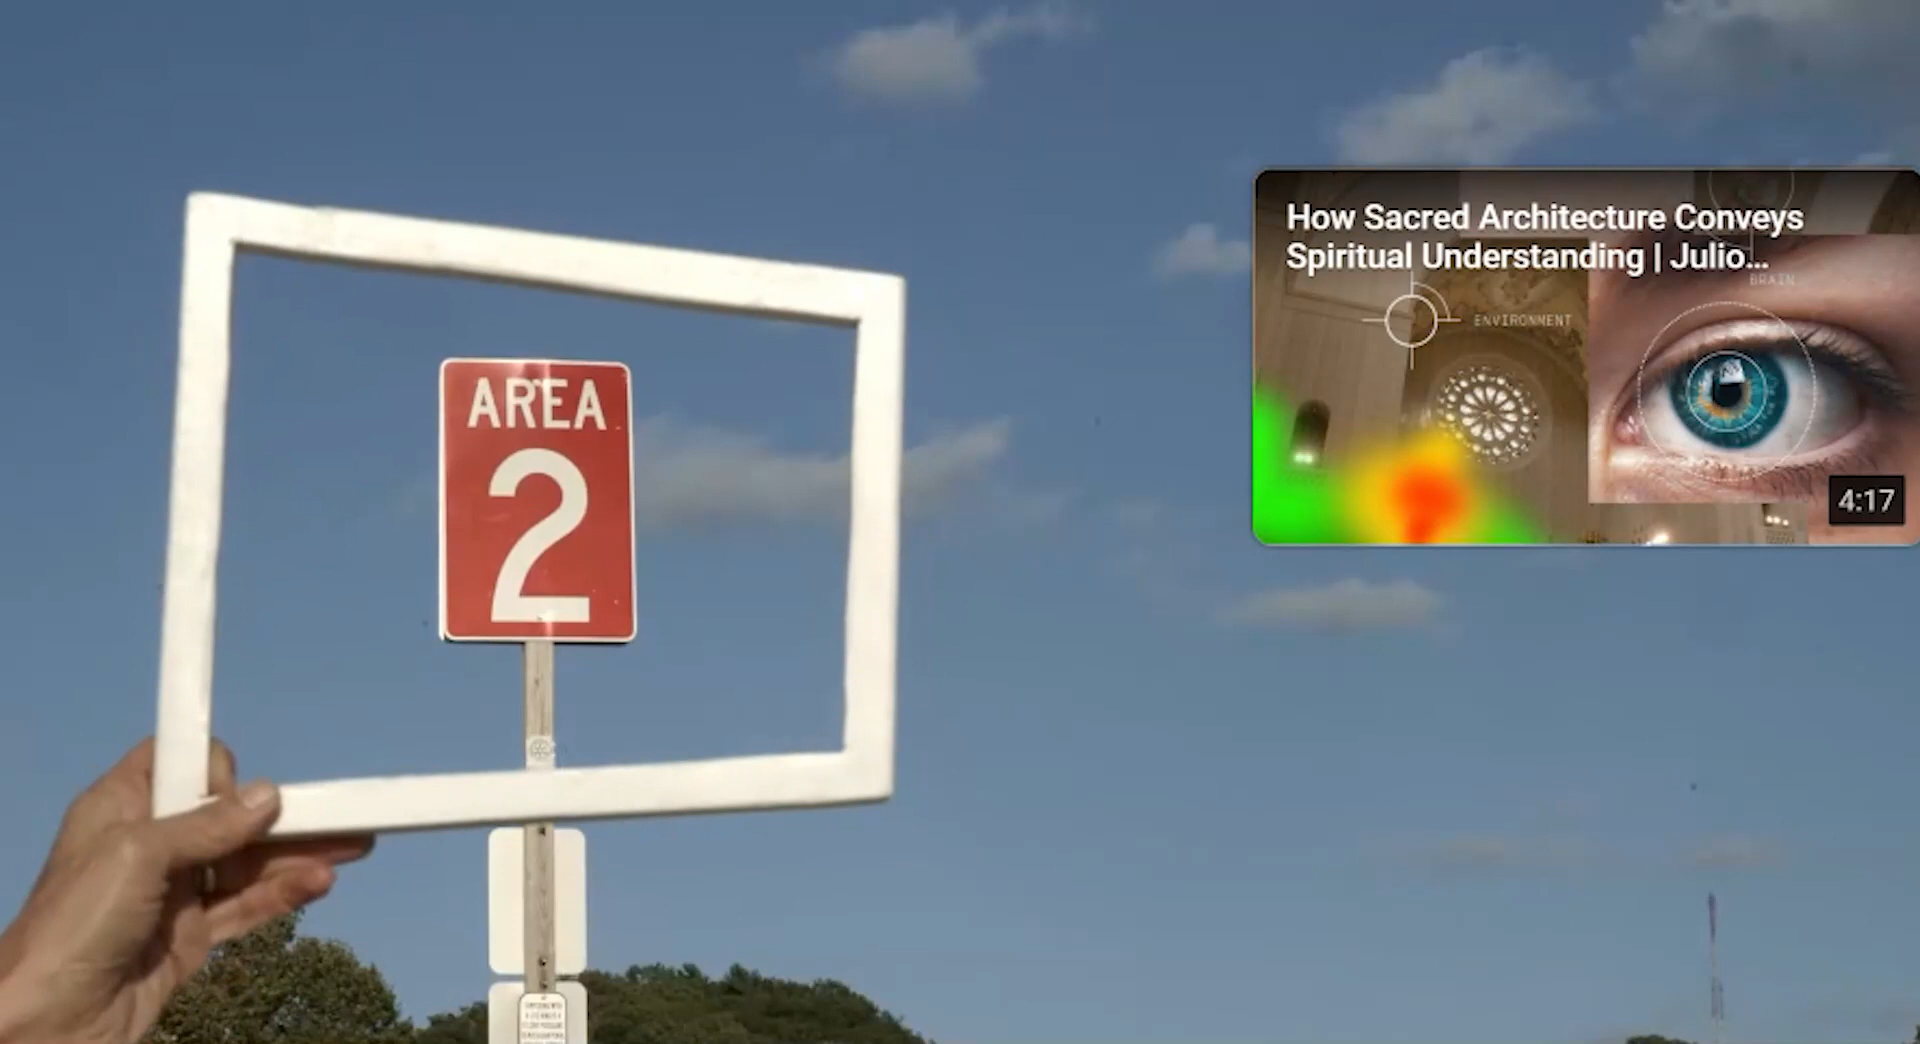 AREA
2
How Sacred Architecture Conveys
Spiritual Understanding | Julio...
BRAIN
ENVIRONMENT
4:17